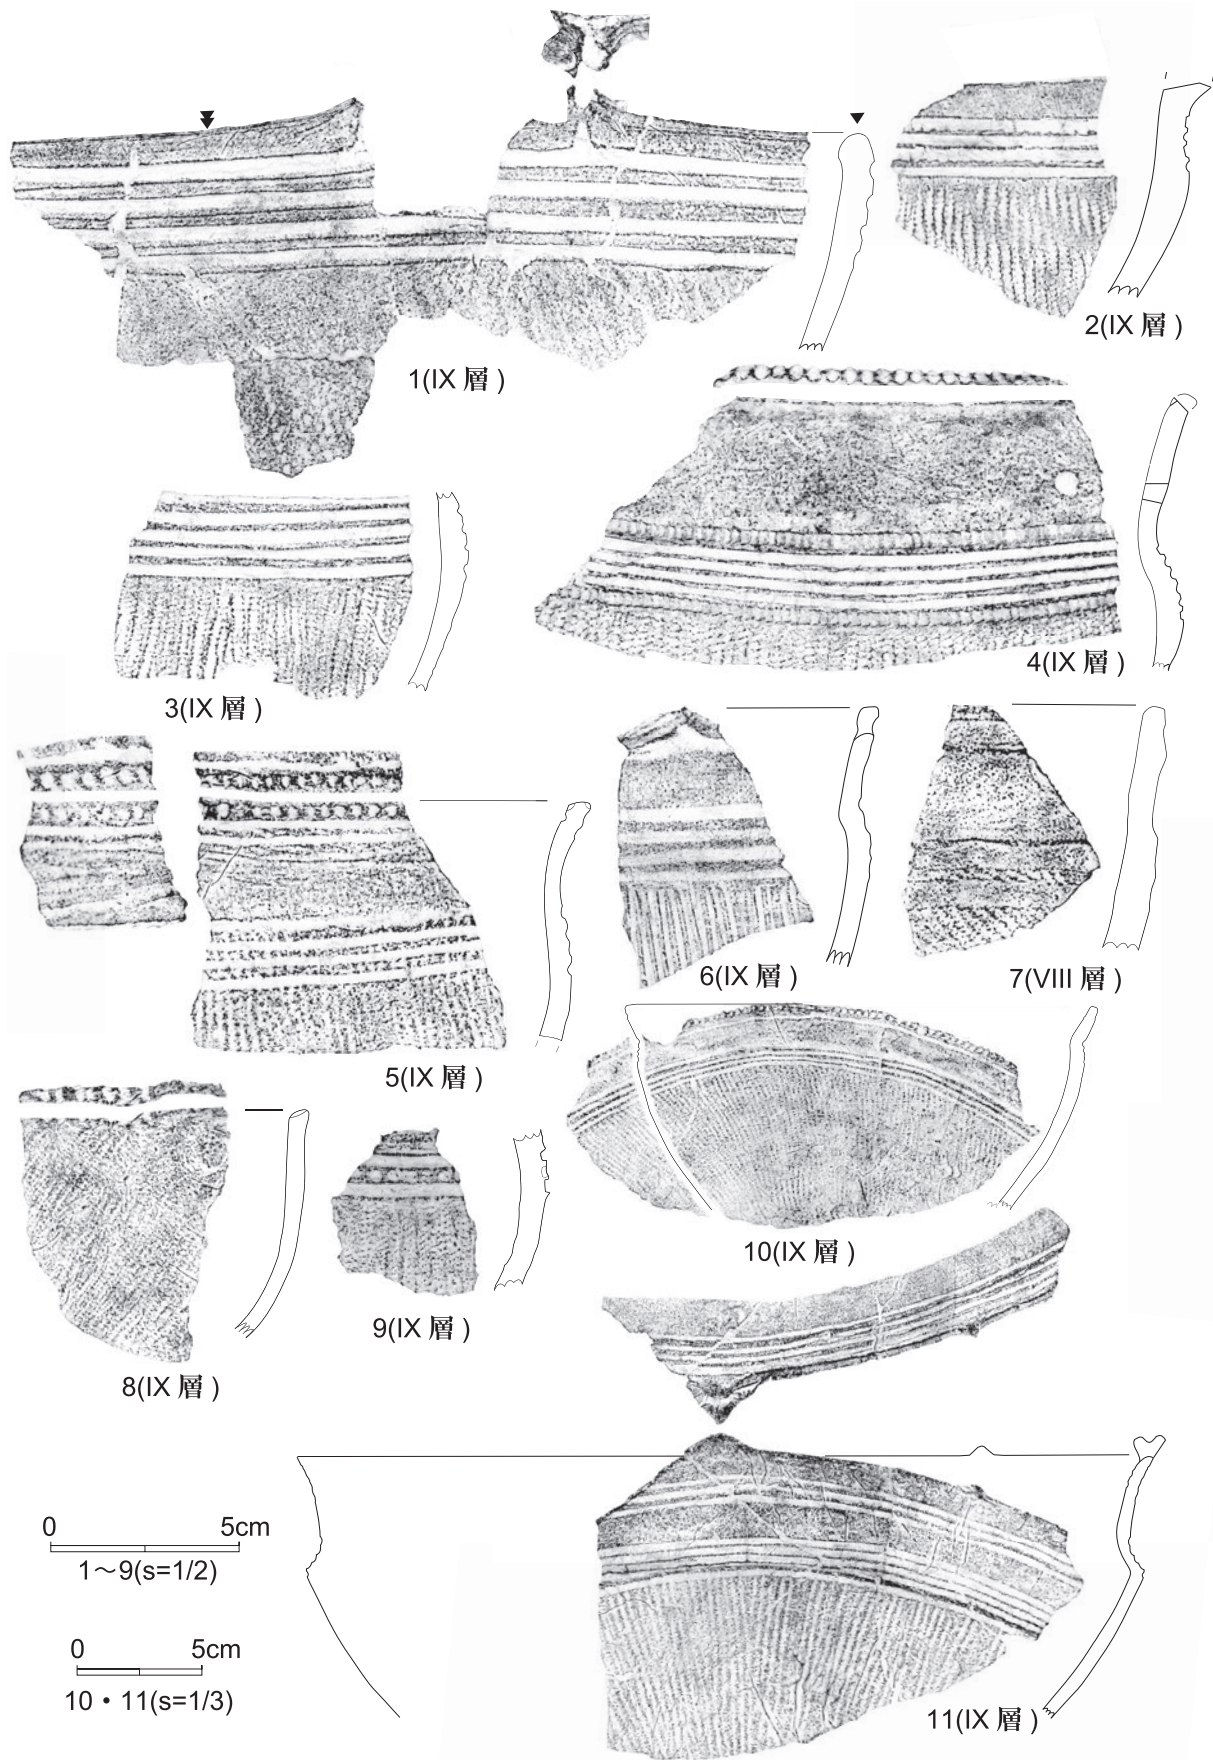 1(IX 層 )
2(IX 層 )
3(IX 層 )
4(IX 層 )
5(IX 層 )
6(IX 層 )
7(VIII 層 )
8(IX 層 )
9(IX 層 )
10(IX 層 )
11(IX 層 )
0 5cm
1～9(s=1/2)
0 5cm
10・11(s=1/3)